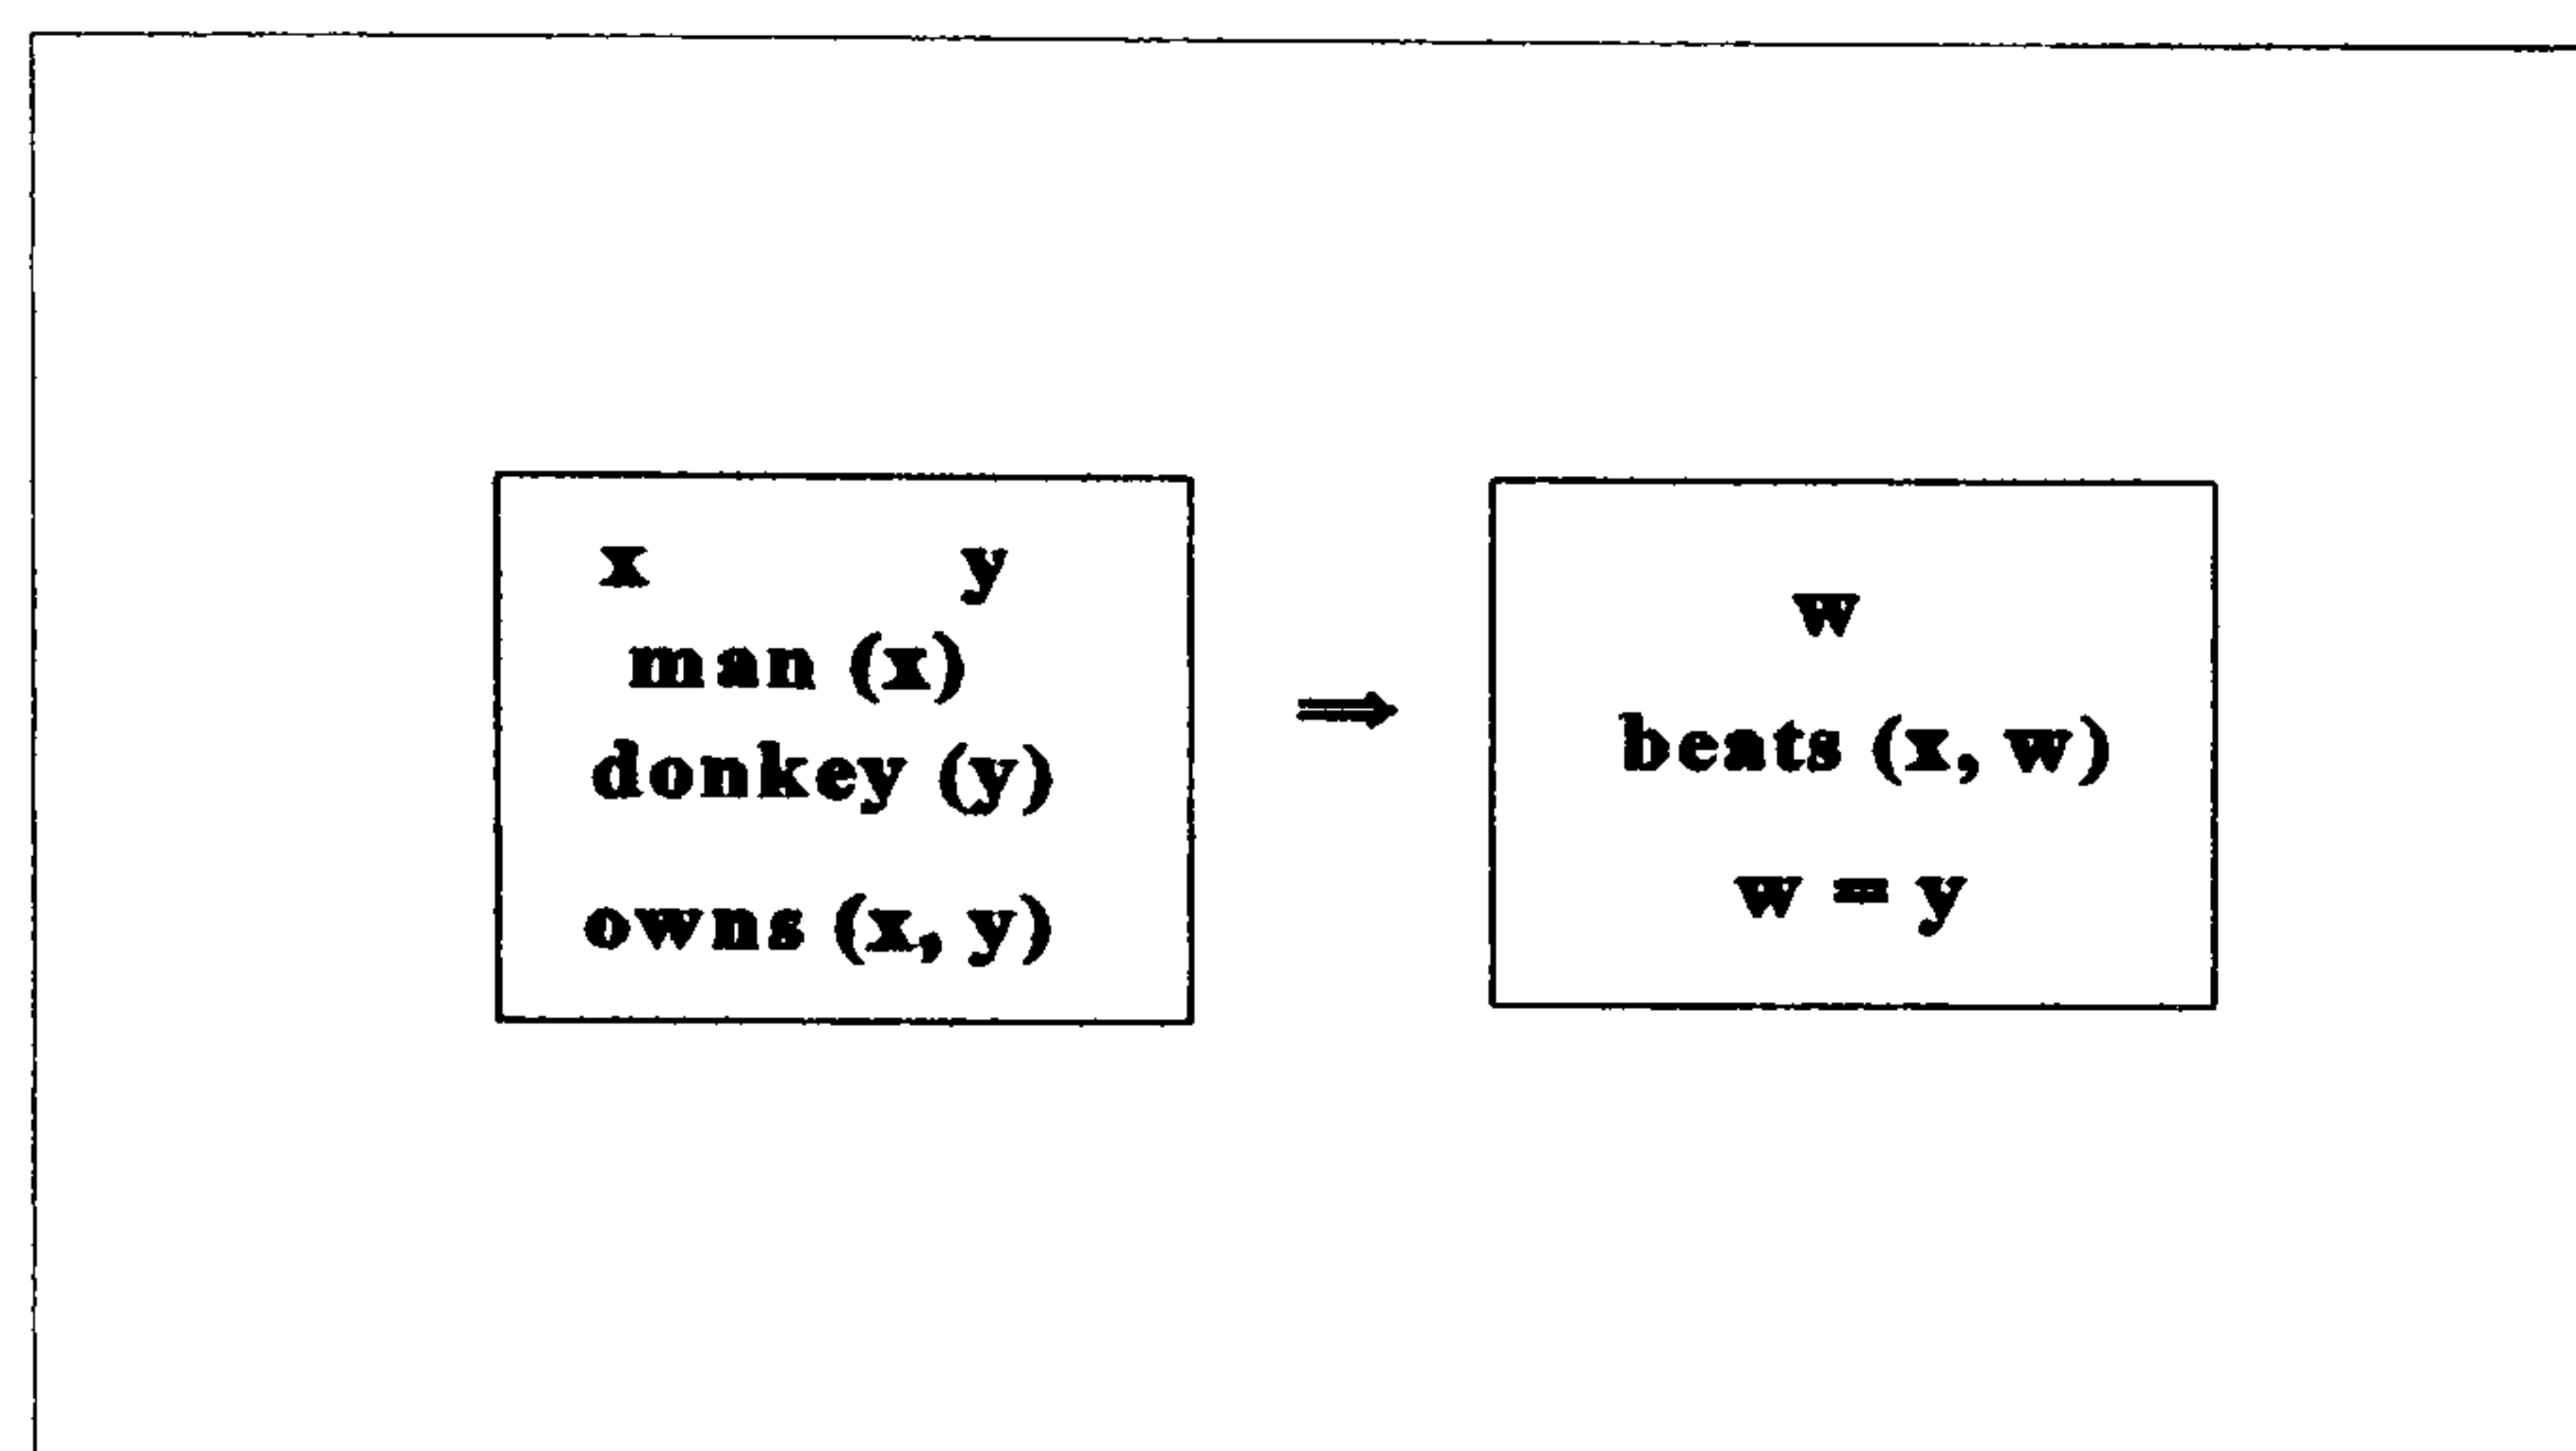 x y
man (x)
donkey (y)
owns (x, y)
⇒
w
beats (x, w)
w = y